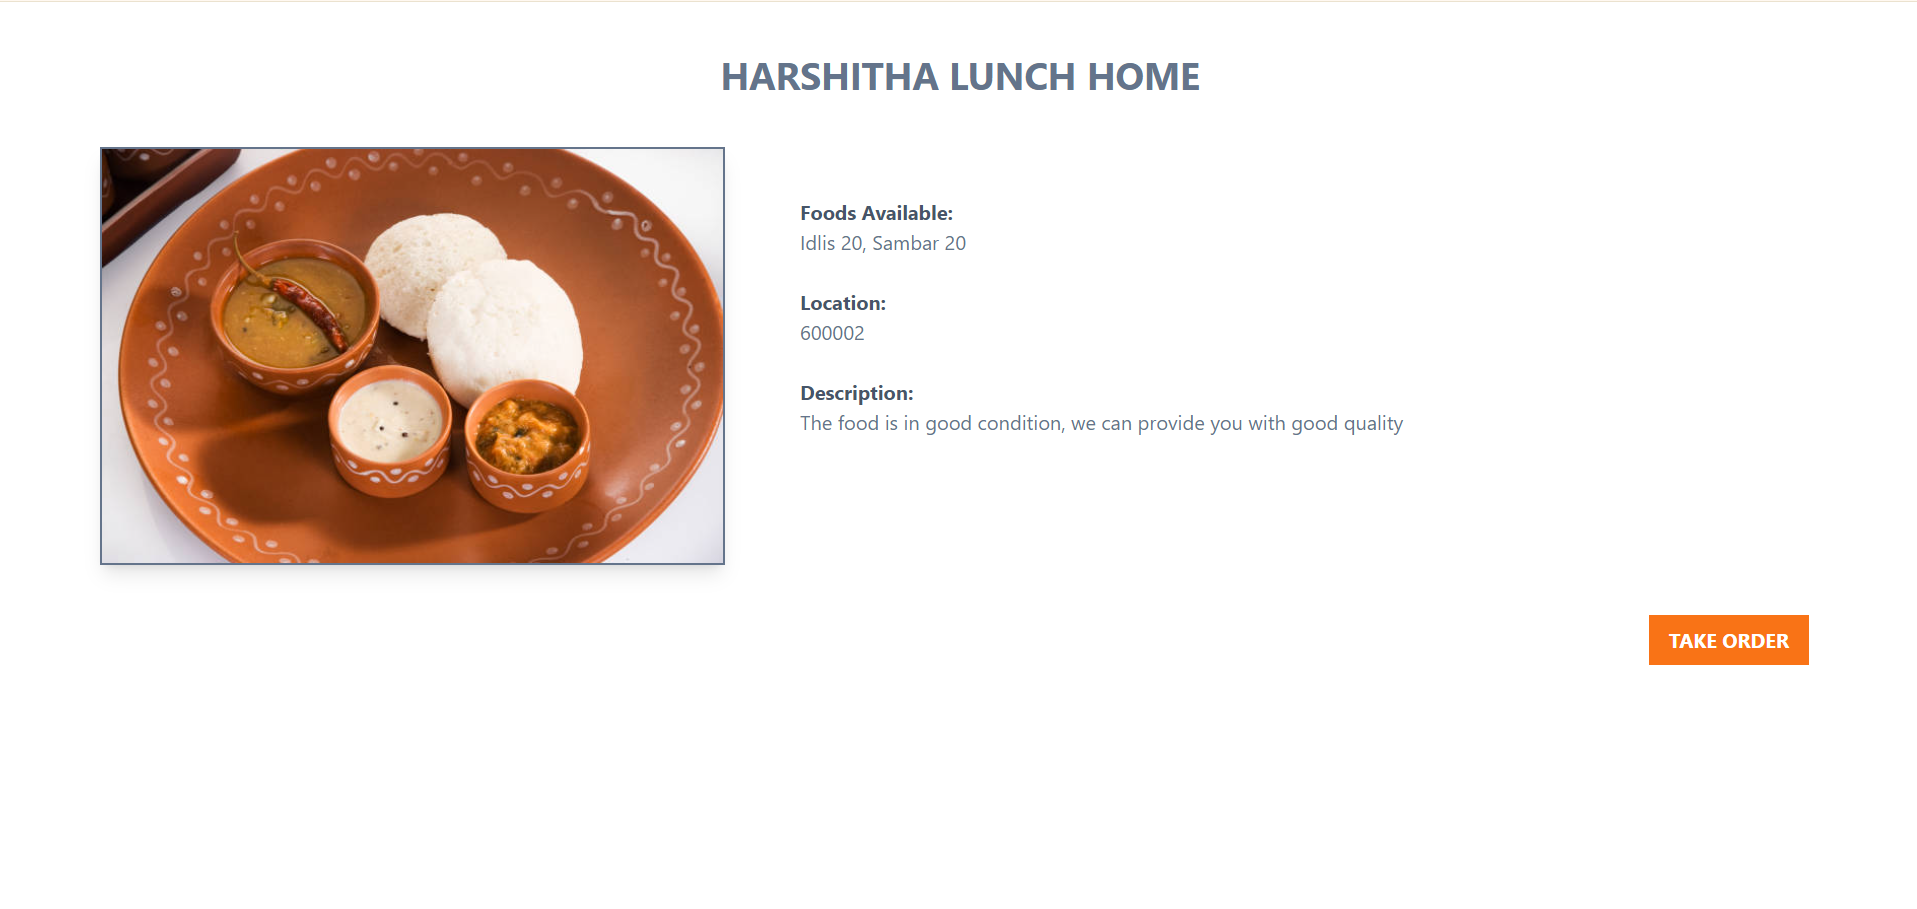 HARSHITHA LUNCH HOME
Foods Available:
Idlis 20, Sambar 20
Location:
600002
Description:
The food is in good condition, we can provide you with good quality
TAKE ORDER